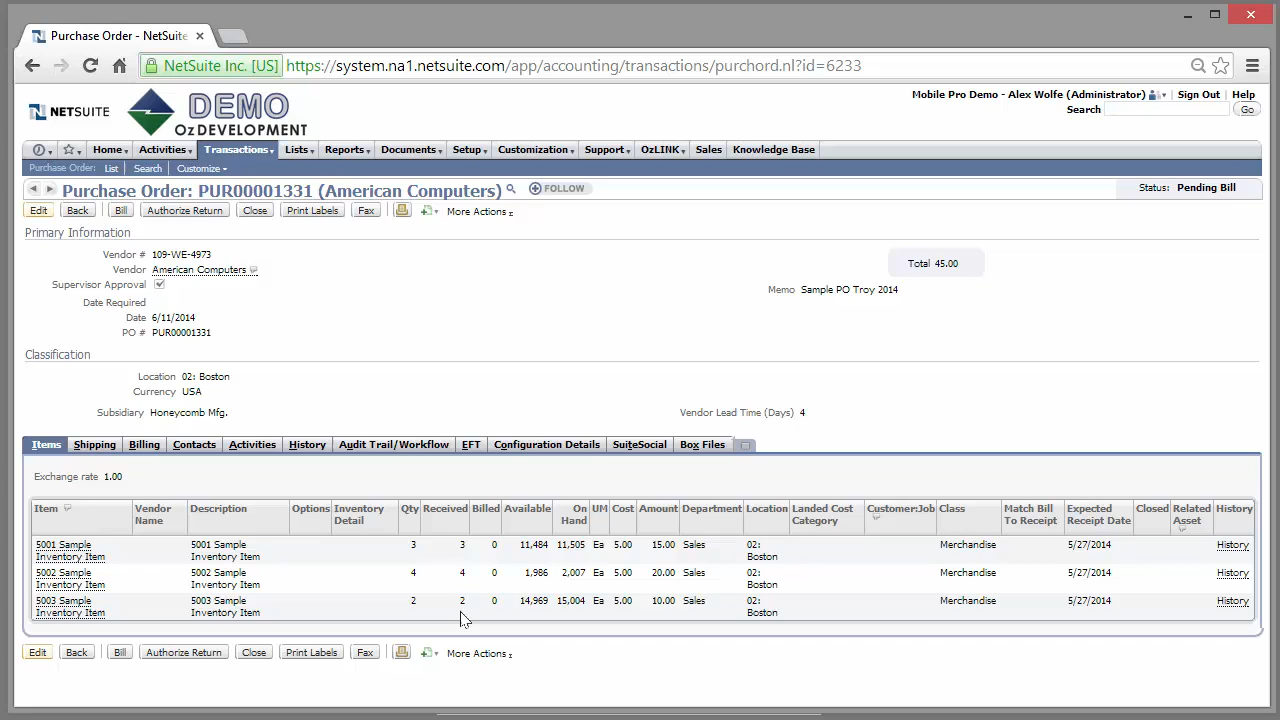 Purchase Order - NetSuite
NetSuite Inc. [US] https://system.na1.netsuite.com/app/accounting/transactions/purchord.nl?id=6233
Mobile Pro Demo - Alex Wolfe (Administrator) Sign Out Help
NETSUITE DEMO
OzDEVELOPMENT
Search Go
Home Activities Transactions Lists Reports Documents Setup Customization Support OzLINK Sales Knowledge Base
Purchase Order: List Search Customize
Purchase Order: PUR00001331 (American Computers) FOLLOW Status: Pending Bill
Edit Back Bill Authorize Return Close Print Labels Fax More Actions
Primary Information
Vendor # 109-WE-4973
Vendor American Computers
Total 45.00
Supervisor Approval
Memo Sample PO Troy 2014
Date Required
Date 6/11/2014
PO # PUR00001331
Classification
Location 02: Boston
Currency USA
Subsidiary Honeycomb Mfg. Vendor Lead Time (Days) 4
Items Shipping Billing Contacts Activities History Audit Trail/Workflow EFT Configuration Details SuiteSocial Box Files
Exchange rate 1.00
Item Vendor Name Description Options Inventory Detail Qty Received Billed Available On Hand UM Cost Amount Department Location Landed Cost Category Customer:Job Class Match Bill To Receipt Expected Receipt Date Closed Related Asset History
5001 Sample Inventory Item 5001 Sample Inventory Item 3 3 0 11,484 11,505 Ea 5.00 15.00 Sales 02: Boston Merchandise 5/27/2014 History
5002 Sample Inventory Item 5002 Sample Inventory Item 4 4 0 1,986 2,007 Ea 5.00 20.00 Sales 02: Boston Merchandise 5/27/2014 History
5003 Sample Inventory Item 5003 Sample Inventory Item 2 2 0 14,969 15,004 Ea 5.00 10.00 Sales 02: Boston Merchandise 5/27/2014 History
Edit Back Bill Authorize Return Close Print Labels Fax More Actions